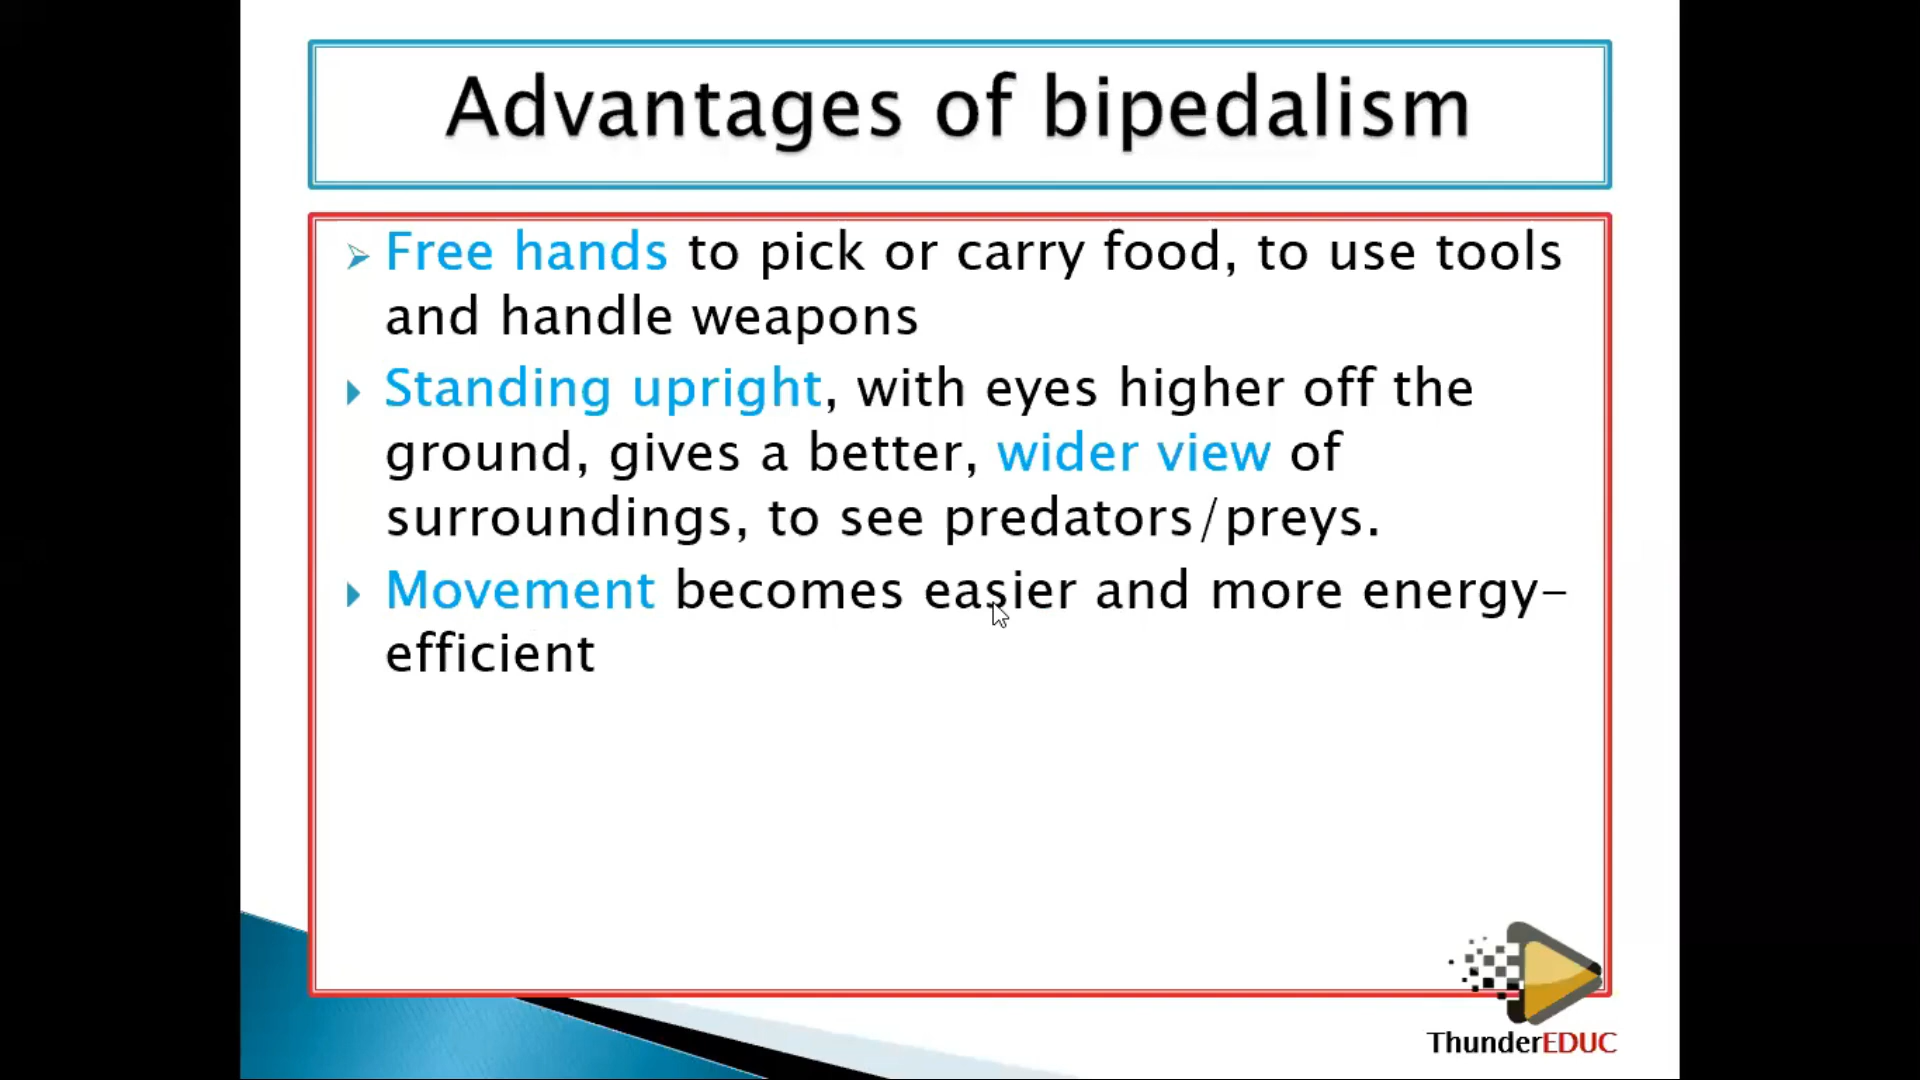 Advantages of bipedalism
Free hands to pick or carry food, to use tools
and handle weapons
Standing upright, with eyes higher off the
ground, gives a better, wider view of
surroundings, to see predators/preys.
Movement becomes easier and more energy-
efficient
ThunderEDUC